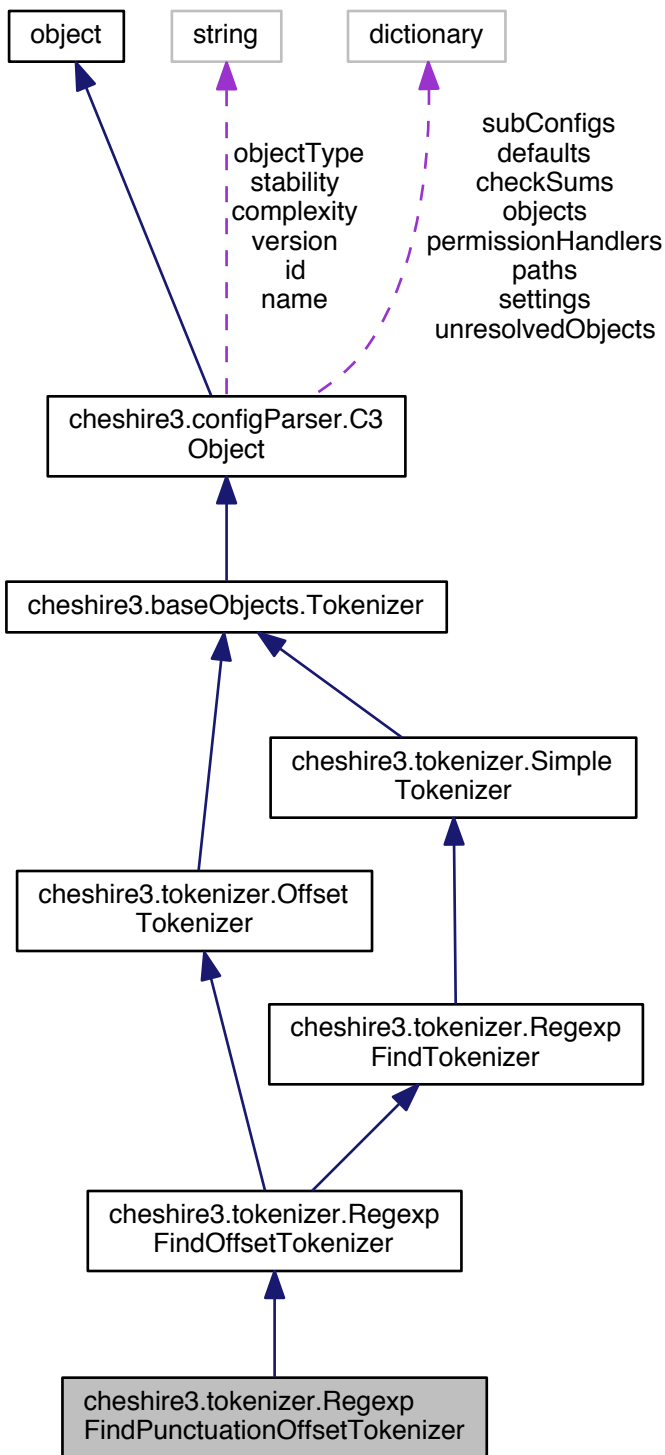 object
string
dictionary
objectType
stability
complexity
version
id
name
subConfigs
defaults
checkSums
objects
permissionHandlers
paths
settings
unresolvedObjects
cheshire3.configParser.C3
Object
cheshire3.baseObjects.Tokenizer
cheshire3.tokenizer.Simple
Tokenizer
cheshire3.tokenizer.Offset
Tokenizer
cheshire3.tokenizer.Regexp
FindTokenizer
cheshire3.tokenizer.Regexp
FindOffsetTokenizer
cheshire3.tokenizer.Regexp
FindPunctuationOffsetTokenizer